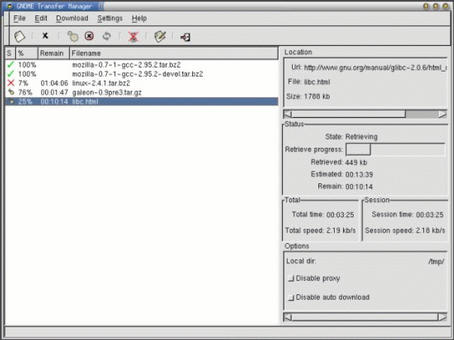 GNOME Transfer Manager
File Edit Download Settings Help
S % Remain Filename
100% mozilla-0.7-1-gcc-2.95.2.tar.bz2
100% mozilla-0.7-1-gcc-2.95.2-devel.tar.bz2
7% 01:04:06 linux-2.4.1.tar.bz2
76% 00:01:47 galeon-0.9pre3.tar.gz
25% 00:10:14 libc.html
Location
Url: http://www.gnu.org/manual/glibc-2.0.6/html_
File: libc.html
Size: 1788 kb
Status
State: Retrieving
Retrieve progress:
Retrieved: 449 kb
Estimated: 00:13:39
Remain: 00:10:14
Total Session
Total time: 00:03:25 Session time: 00:03:25
Total speed: 2.19 kb/s Session speed: 2.18 kb/s
Options
Local dir: /tmp/
Disable proxy
Disable auto download